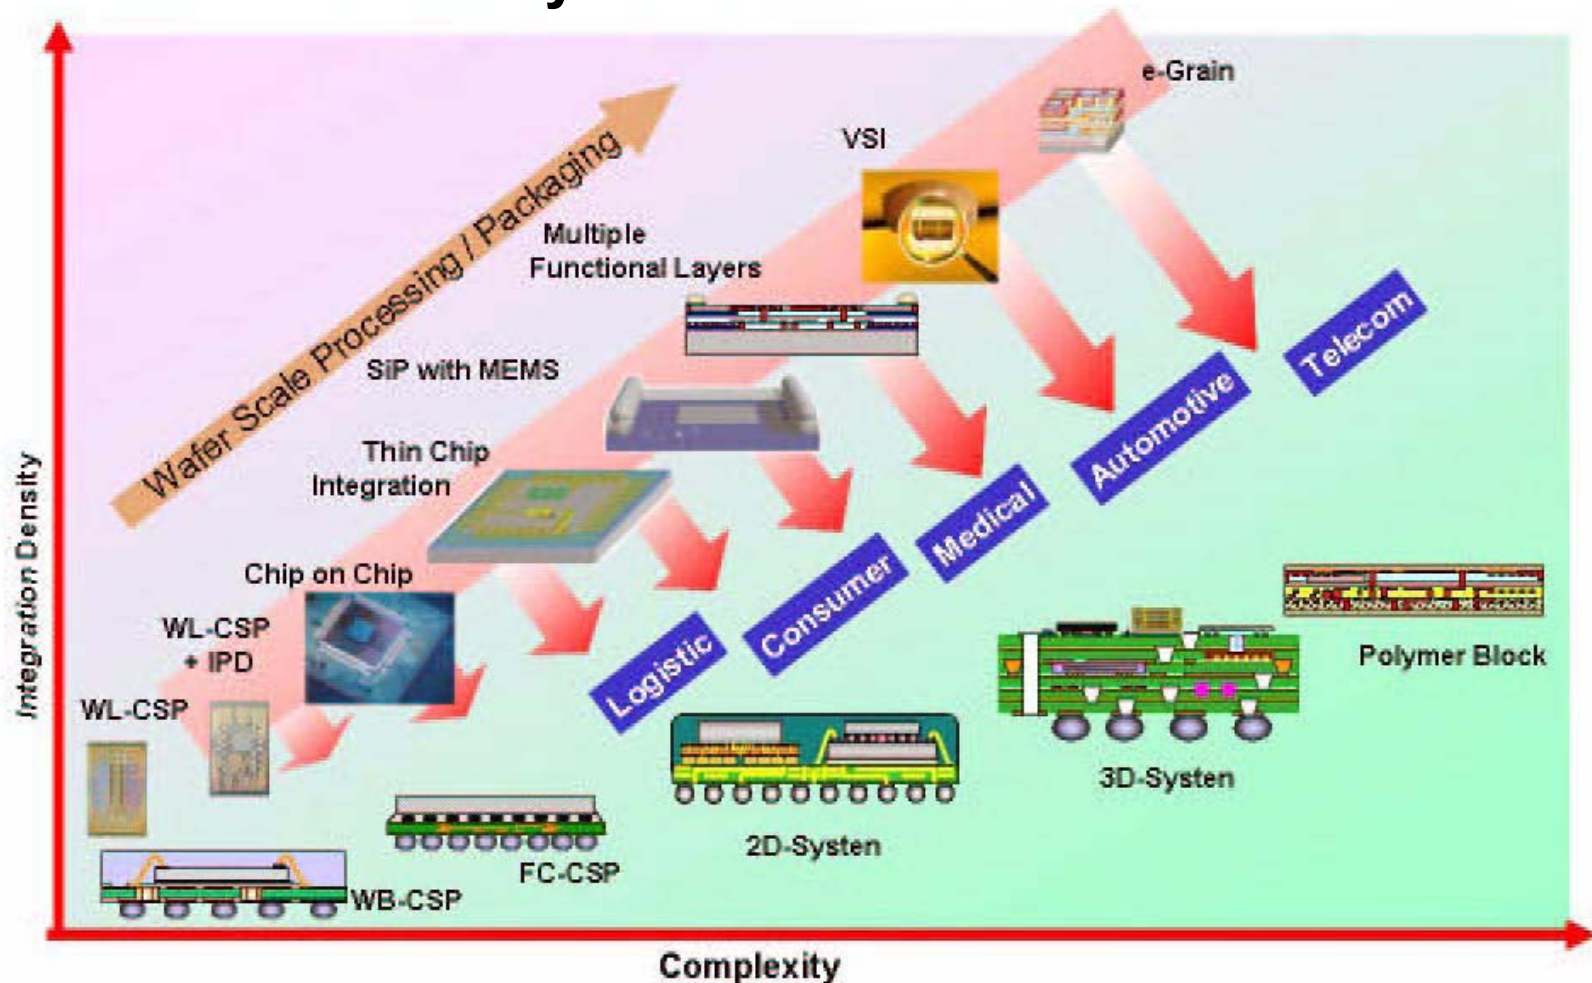 e-Grain
VSI
Multiple
Functional Layers
Wafer Scale Processing / Packaging
SiP with MEMS
Thin Chip
Integration
Chip on Chip
WL-CSP
+ IPD
WL-CSP
Telecom
Automotive
Medical
Consumer
Logistic
Polymer Block
3D-Systen
2D-Systen
FC-CSP
WB-CSP
Integration Density
Complexity